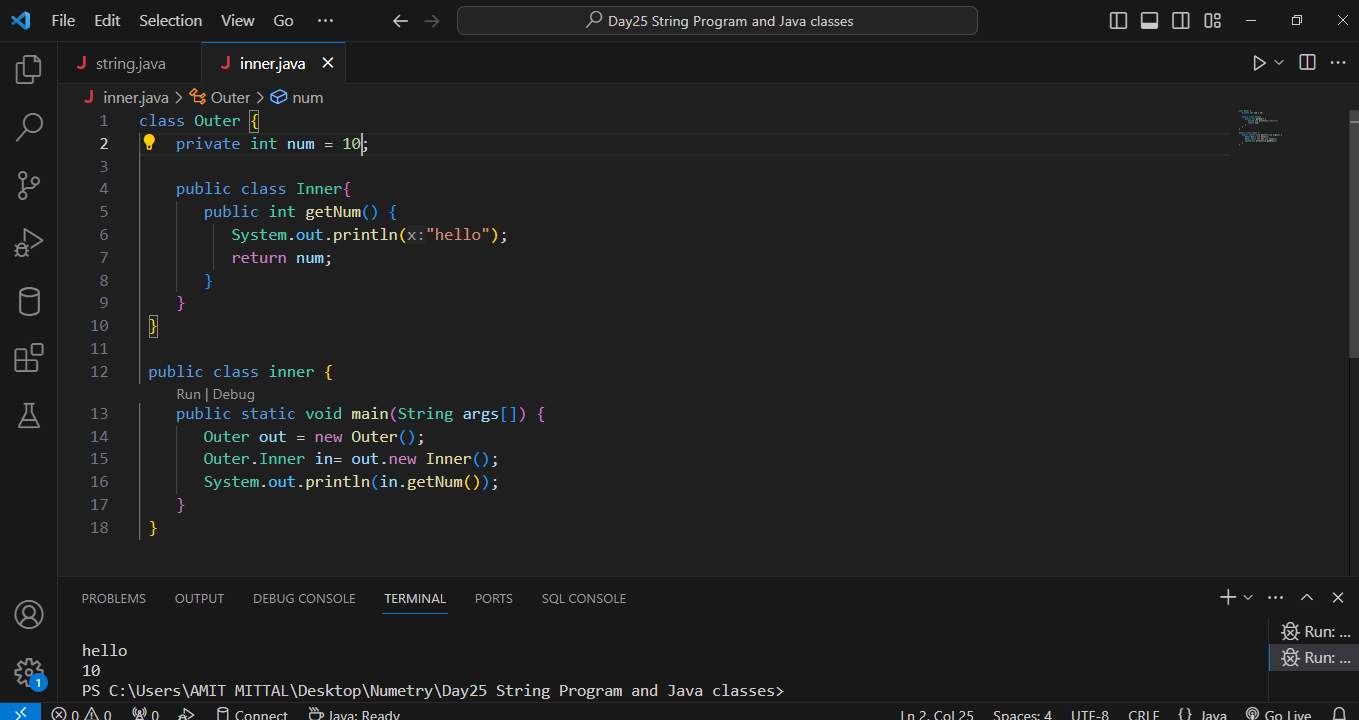 File Edit Selection View Go ··· Day25 String Program and Java classes
J string.java J inner.java ×
J inner.java > Outer > num
1 class Outer {
2 private int num = 10;
3
4 public class Inner{
5 public int getNum() {
6 System.out.println(x:"hello");
7 return num;
8 }
9 }
10 }
11
12 public class inner {
Run | Debug
13 public static void main(String args[]) {
14 Outer out = new Outer();
15 Outer.Inner in= out.new Inner();
16 System.out.println(in.getNum());
17 }
18 }
PROBLEMS OUTPUT DEBUG CONSOLE TERMINAL PORTS SQL CONSOLE
hello
10
PS C:\Users\AMIT MITTAL\Desktop\Numetry\Day25 String Program and Java classes>
Run: ...
Run: ...
1
0 0 0 Connect Java: Ready Ln 2, Col 25 Spaces: 4 UTF-8 CRLF {} Java Go Live